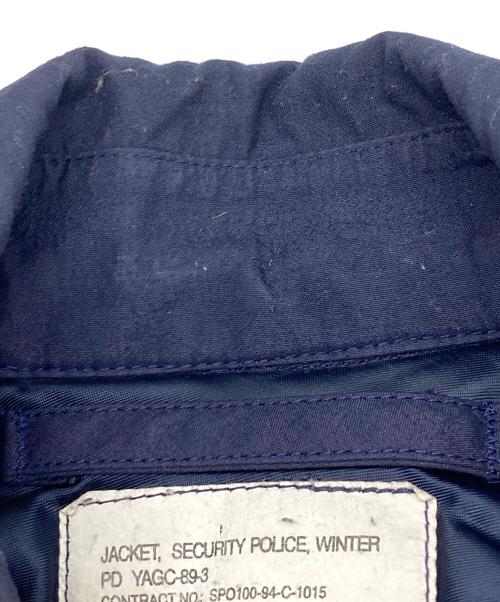 JACKET, SECURITY POLICE, WINTER
PD YAGC-89-3
CONTRACT NO.: SPO100-94-C-1015